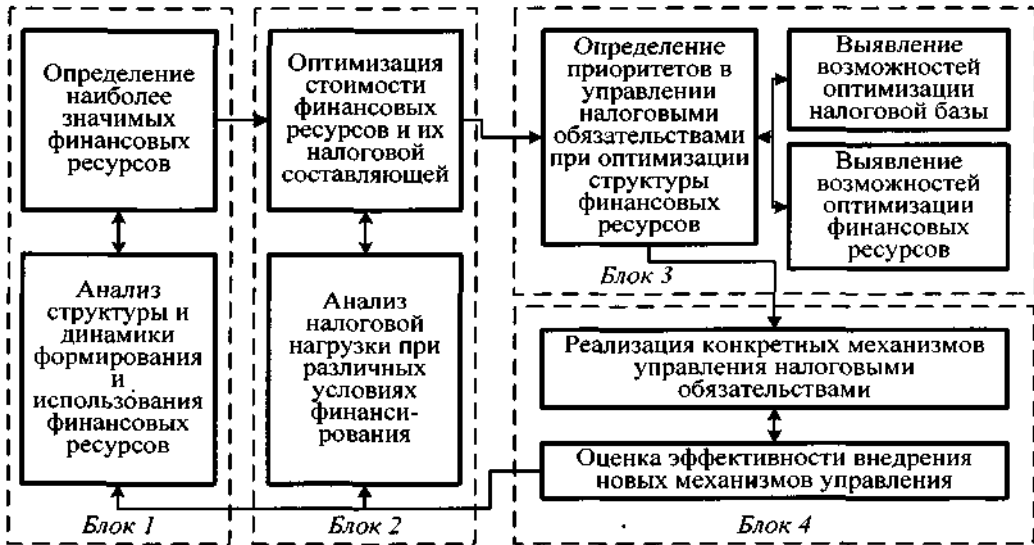 Определение
наиболее
значимых
финансовых
ресурсов
Анализ
структуры и
динамики
формирования
и
использования
финансовых
ресурсов
Блок 1
Оптимизация
стоимости
финансовых
ресурсов и их
налоговой
составляющей
Анализ
налоговой
нагрузки при
различных
условиях
финанси-
рования
Блок 2
Определение
приоритетов в
управлении
налоговыми
обязательствами
при оптимизации
структуры
финансовых
ресурсов
Выявление
возможностей
оптимизации
налоговой базы
Выявление
возможностей
оптимизации
финансовых
ресурсов
Блок 3
Реализация конкретных механизмов
управления налоговыми
обязательствами
Оценка эффективности внедрения
новых механизмов управления
Блок 4